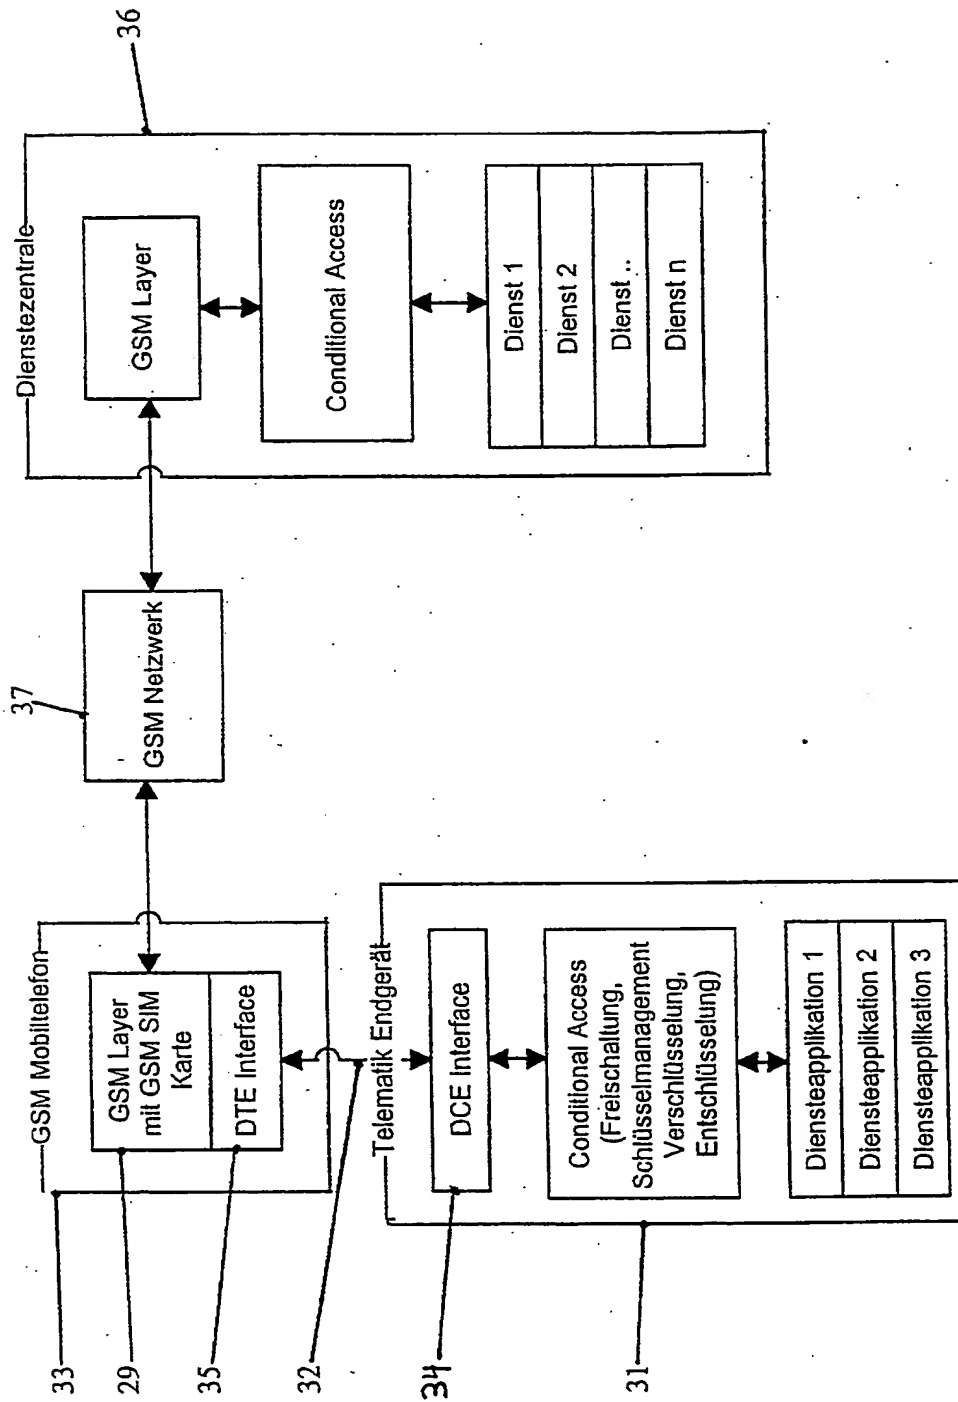 33
GSM Mobiltelefon
29
GSM Layer
mit GSM SIM
Karte
35
DTE Interface
32
Telematik Endgerät
34
DCE Interface
Conditional Access
(Freischaltung,
Schlüsselmanagement
Verschlüsselung,
Entschlüsselung)
31
Diensteapplikation 1
Diensteapplikation 2
Diensteapplikation 3
37
GSM Netzwerk
Dienstezentrale
36
GSM Layer
Conditional Access
Dienst 1
Dienst 2
Dienst ..
Dienst n